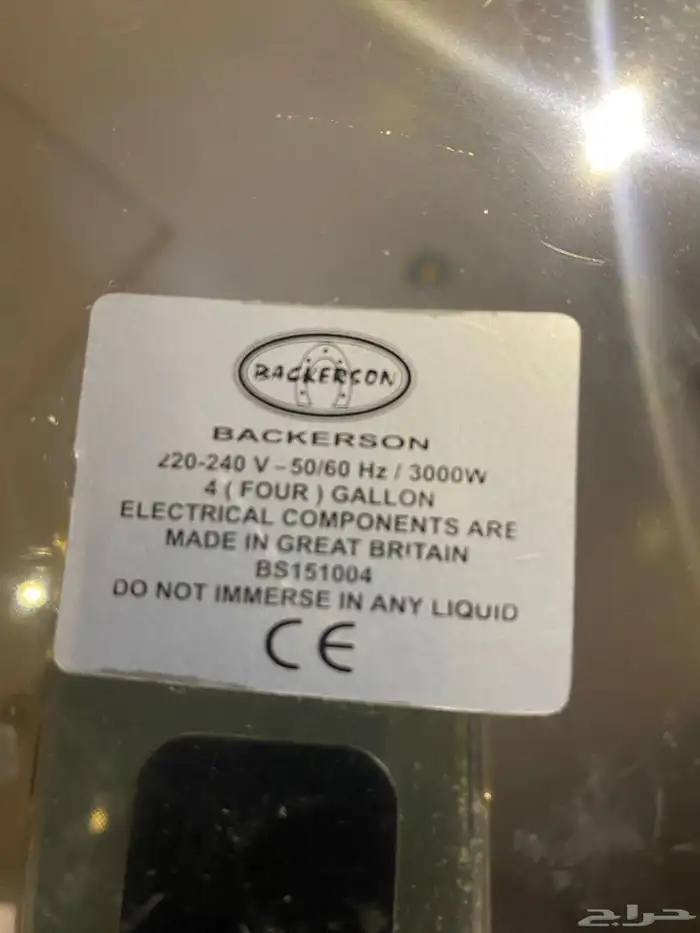 BACKERSON
BACKERSON
220-240 V – 50/60 Hz / 3000W
4 ( FOUR ) GALLON
ELECTRICAL COMPONENTS ARE
MADE IN GREAT BRITAIN
BS151004
DO NOT IMMERSE IN ANY LIQUID
CE
حراج